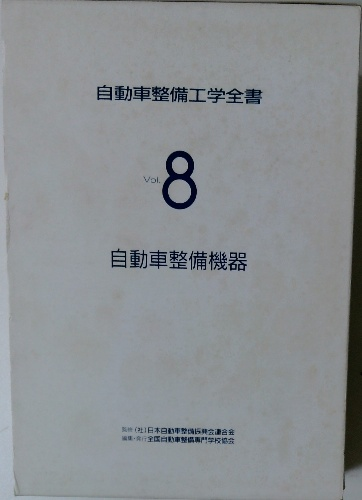 自動車整備工学全書
Vol. 8
自動車整備機器
監修 (社)日本自動車整備振興会連合会
編集・発行 全国自動車整備専門学校協会